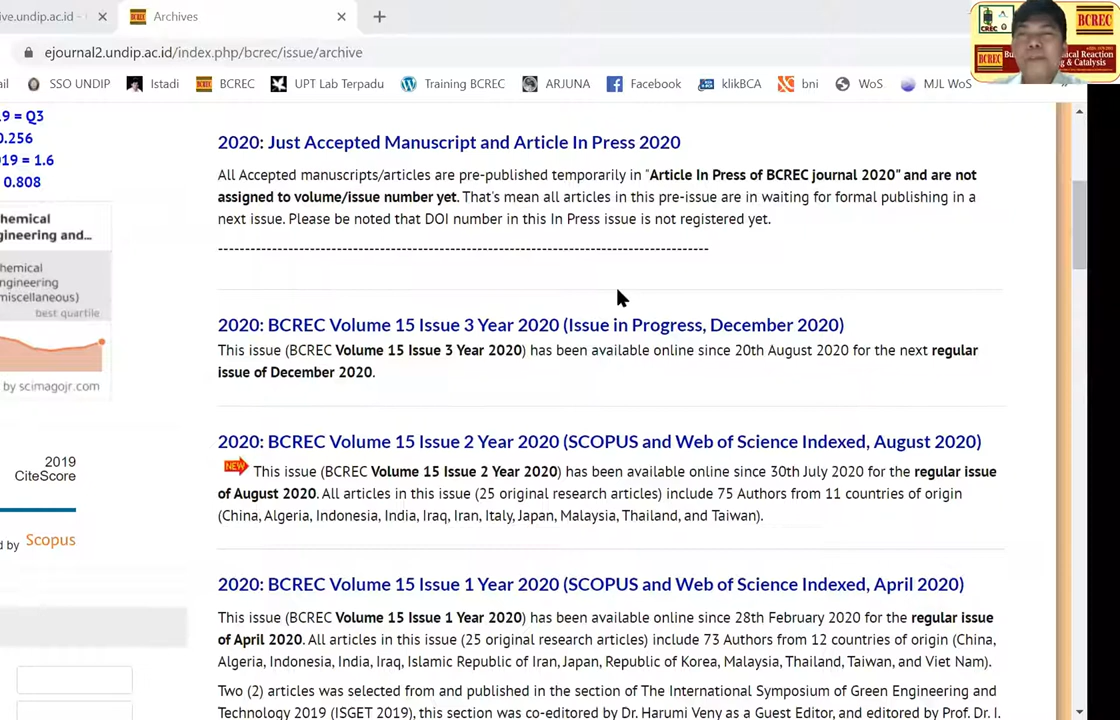 ive.undip.ac.id -
Archives
ejournal2.undip.ac.id/index.php/bcrec/issue/archive
ail SSO UNDIP Istadi BCREC UPT Lab Terpadu Training BCREC ARJUNA Facebook klikBCA bni WoS MJL WoS
BCREC
BCREC
& Catalysis
19 = Q3
0.256
019 = 1.6
0.808
hemical
gineering and...
hemical
ngineering
miscellaneous)
best quartile
by scimagojr.com
2019
CiteScore
d by Scopus
2020: Just Accepted Manuscript and Article In Press 2020
All Accepted manuscripts/articles are pre-published temporarily in "Article In Press of BCREC journal 2020" and are not
assigned to volume/issue number yet. That's mean all articles in this pre-issue are in waiting for formal publishing in a
next issue. Please be noted that DOI number in this In Press issue is not registered yet.
--------------------------------------------------------------------------------------------
2020: BCREC Volume 15 Issue 3 Year 2020 (Issue in Progress, December 2020)
This issue (BCREC Volume 15 Issue 3 Year 2020) has been available online since 20th August 2020 for the next regular
issue of December 2020.
2020: BCREC Volume 15 Issue 2 Year 2020 (SCOPUS and Web of Science Indexed, August 2020)
NEW This issue (BCREC Volume 15 Issue 2 Year 2020) has been available online since 30th July 2020 for the regular issue
of August 2020. All articles in this issue (25 original research articles) include 75 Authors from 11 countries of origin
(China, Algeria, Indonesia, India, Iraq, Iran, Italy, Japan, Malaysia, Thailand, and Taiwan).
2020: BCREC Volume 15 Issue 1 Year 2020 (SCOPUS and Web of Science Indexed, April 2020)
This issue (BCREC Volume 15 Issue 1 Year 2020) has been available online since 28th February 2020 for the regular issue
of April 2020. All articles in this issue (25 original research articles) include 73 Authors from 12 countries of origin (China,
Algeria, Indonesia, India, Iraq, Islamic Republic of Iran, Japan, Republic of Korea, Malaysia, Thailand, Taiwan, and Viet Nam).
Two (2) articles was selected from and published in the section of The International Symposium of Green Engineering and
Technology 2019 (ISGET 2019), this section was co-edited by Dr. Harumi Veny as a Guest Editor, and edited by Prof. Dr. I.